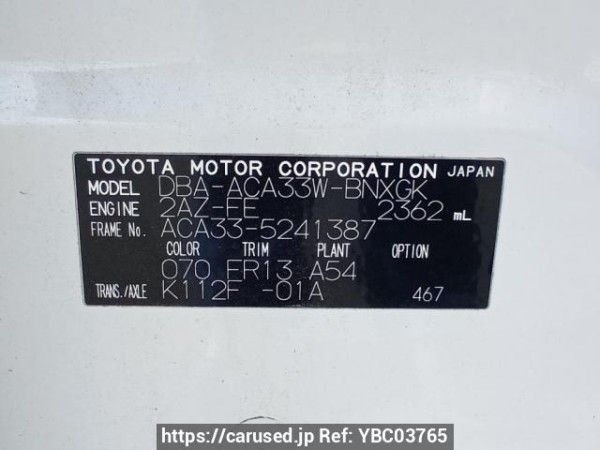 TOYOTA MOTOR CORPORATION JAPAN
MODEL DBA-ACA33W-BNXGK
ENGINE 2AZ-FE 2362 mL
FRAME No. ACA33-5241387
COLOR TRIM PLANT OPTION
070 FR13 A54
TRANS./AXLE K112F -01A 467
https://carused.jp Ref: YBC03765